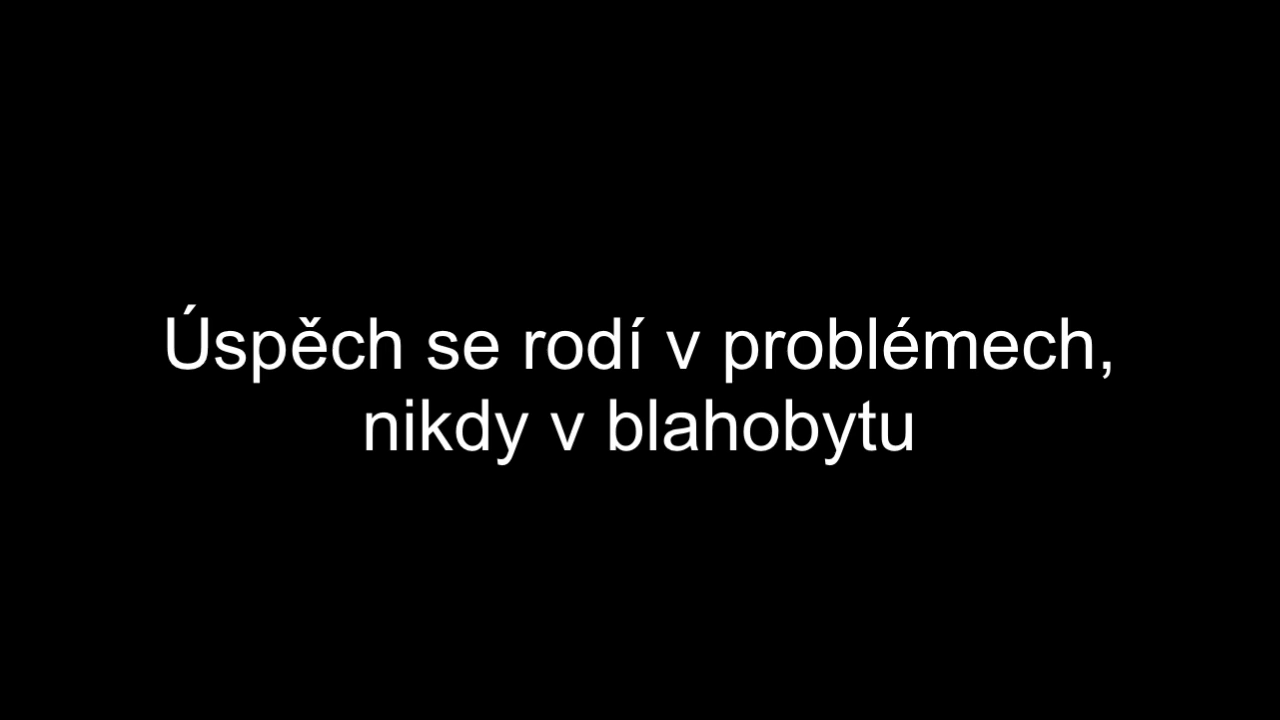 Úspěch se rodí v problémech,
nikdy v blahobytu